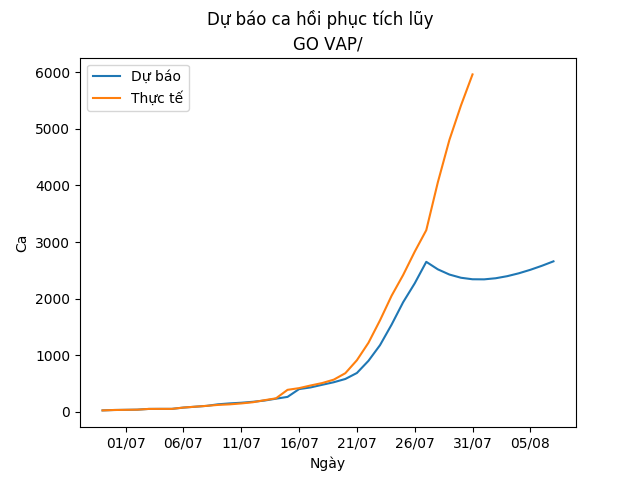 Dự báo ca hồi phục tích lũy
GO VAP/
Dự báo
Thực tế
6000
5000
4000
3000
2000
1000
0
Ca
01/07 06/07 11/07 16/07 21/07 26/07 31/07 05/08
Ngày